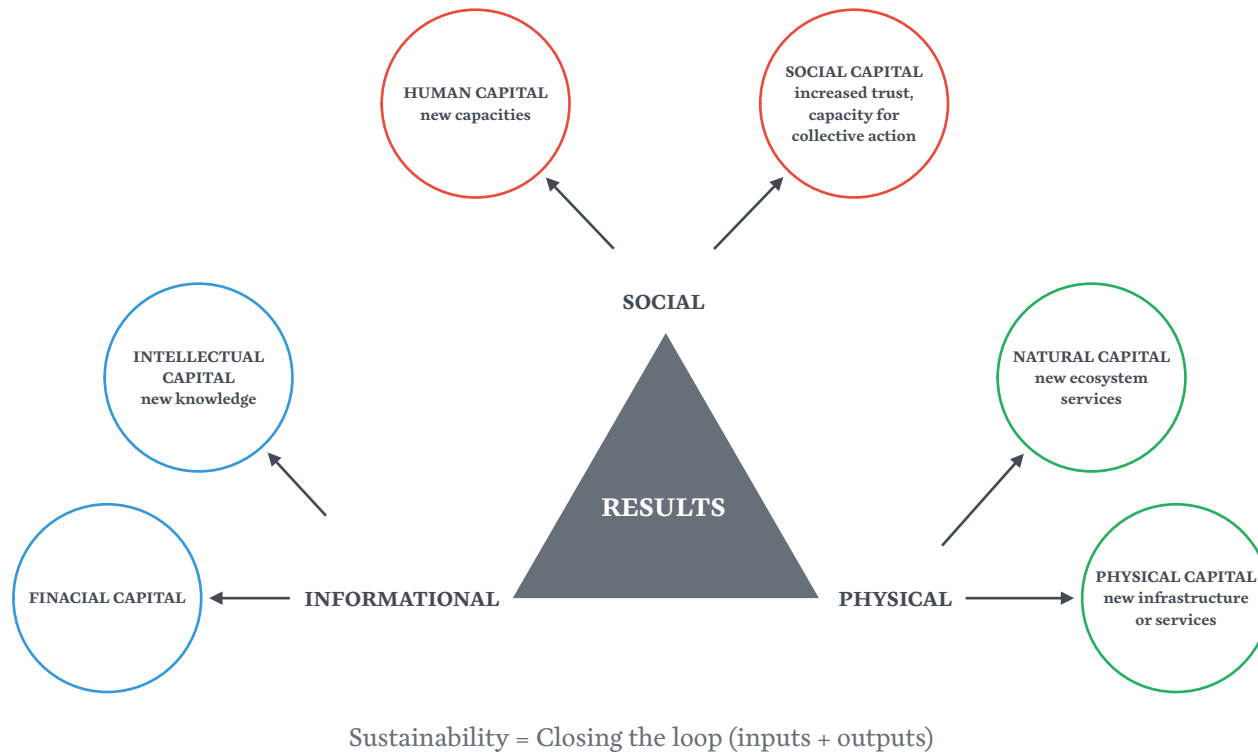 HUMAN CAPITAL
new capacities
SOCIAL CAPITAL
increased trust,
capacity for
collective action
SOCIAL
INTELLECTUAL
CAPITAL
new knowledge
NATURAL CAPITAL
new ecosystem
services
RESULTS
FINACIAL CAPITAL
INFORMATIONAL
PHYSICAL
PHYSICAL CAPITAL
new infrastructure
or services
Sustainability = Closing the loop (inputs + outputs)